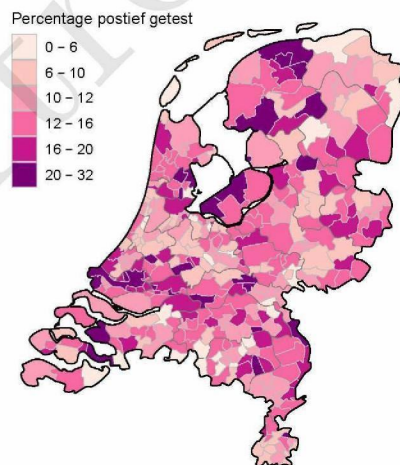 Percentage postief getest
0 – 6
6 – 10
10 – 12
12 – 16
16 – 20
20 – 32